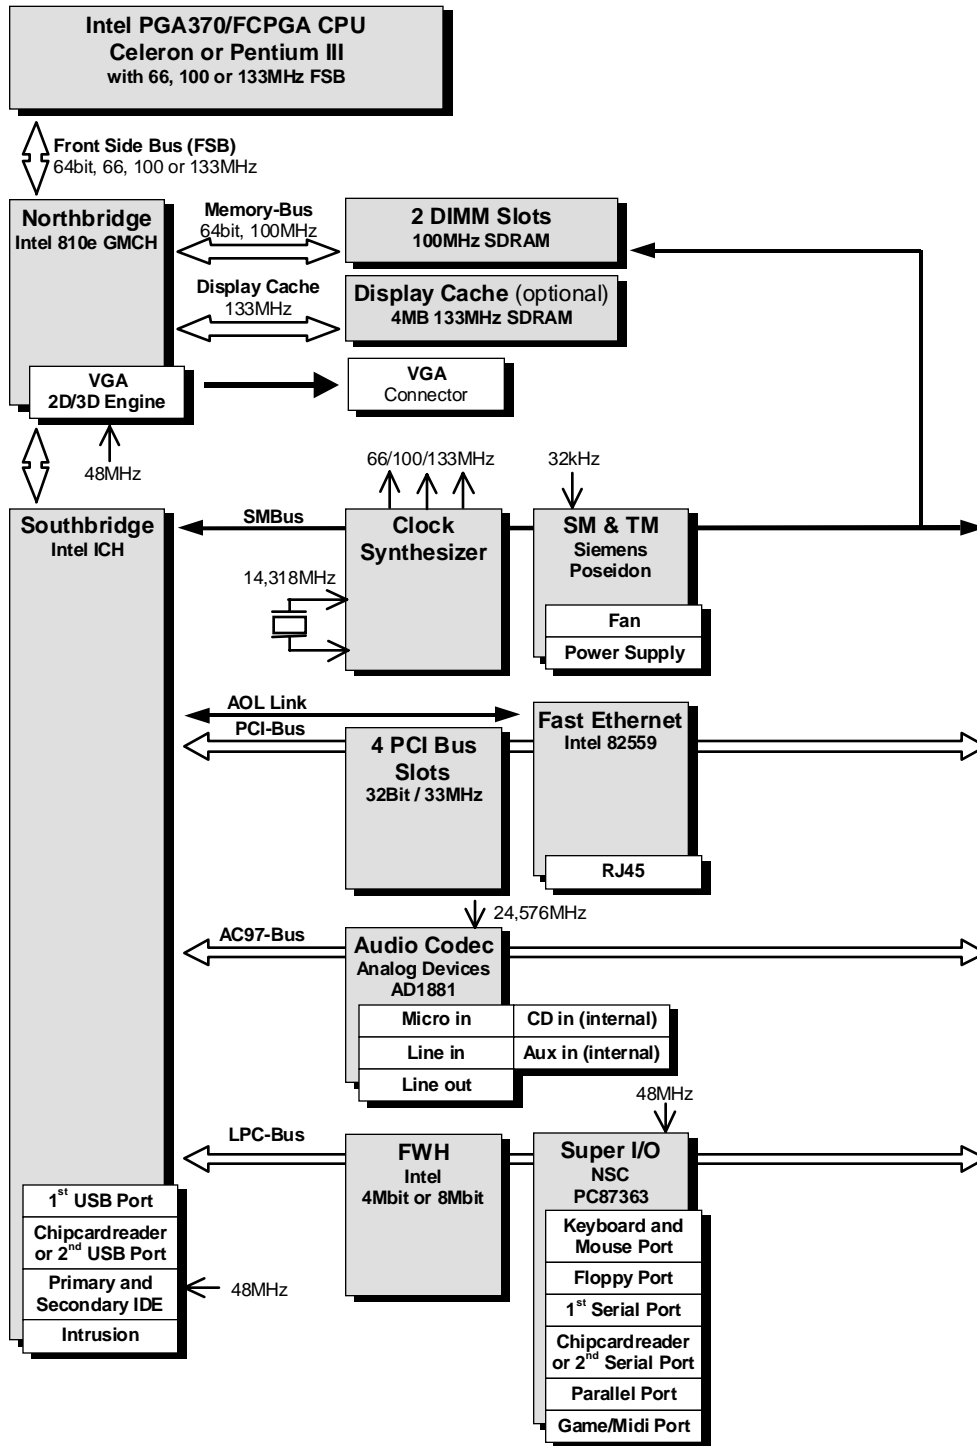 Intel PGA370/FCPGA CPU
Celeron or Pentium III
with 66, 100 or 133MHz FSB
Front Side Bus (FSB)
64bit, 66, 100 or 133MHz
Northbridge
Intel 810e GMCH
Memory-Bus
64bit, 100MHz
2 DIMM Slots
100MHz SDRAM
Display Cache
133MHz
Display Cache (optional)
4MB 133MHz SDRAM
VGA
2D/3D Engine
VGA
Connector
48MHz
66/100/133MHz
32kHz
Southbridge
Intel ICH
SMBus
Clock
Synthesizer
SM & TM
Siemens
Poseidon
14,318MHz
Fan
Power Supply
AOL Link
PCI-Bus
4 PCI Bus
Slots
32Bit / 33MHz
Fast Ethernet
Intel 82559
RJ45
24,576MHz
AC97-Bus
Audio Codec
Analog Devices
AD1881
Micro in
CD in (internal)
Line in
Aux in (internal)
Line out
48MHz
LPC-Bus
FWH
Intel
4Mbit or 8Mbit
Super I/O
NSC
PC87363
1st USB Port
Chipcardreader
or 2nd USB Port
Primary and
Secondary IDE
48MHz
Intrusion
Keyboard and
Mouse Port
Floppy Port
1st Serial Port
Chipcardreader
or 2nd Serial Port
Parallel Port
Game/Midi Port